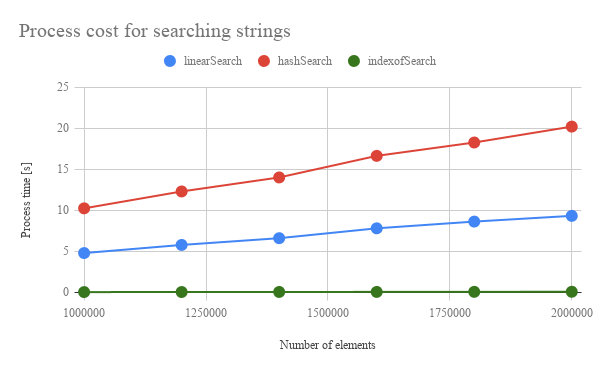 Process cost for searching strings
linearSearch hashSearch indexofSearch
25
20
15
10
5
0
Process time [s]
1000000 1250000 1500000 1750000 2000000
Number of elements